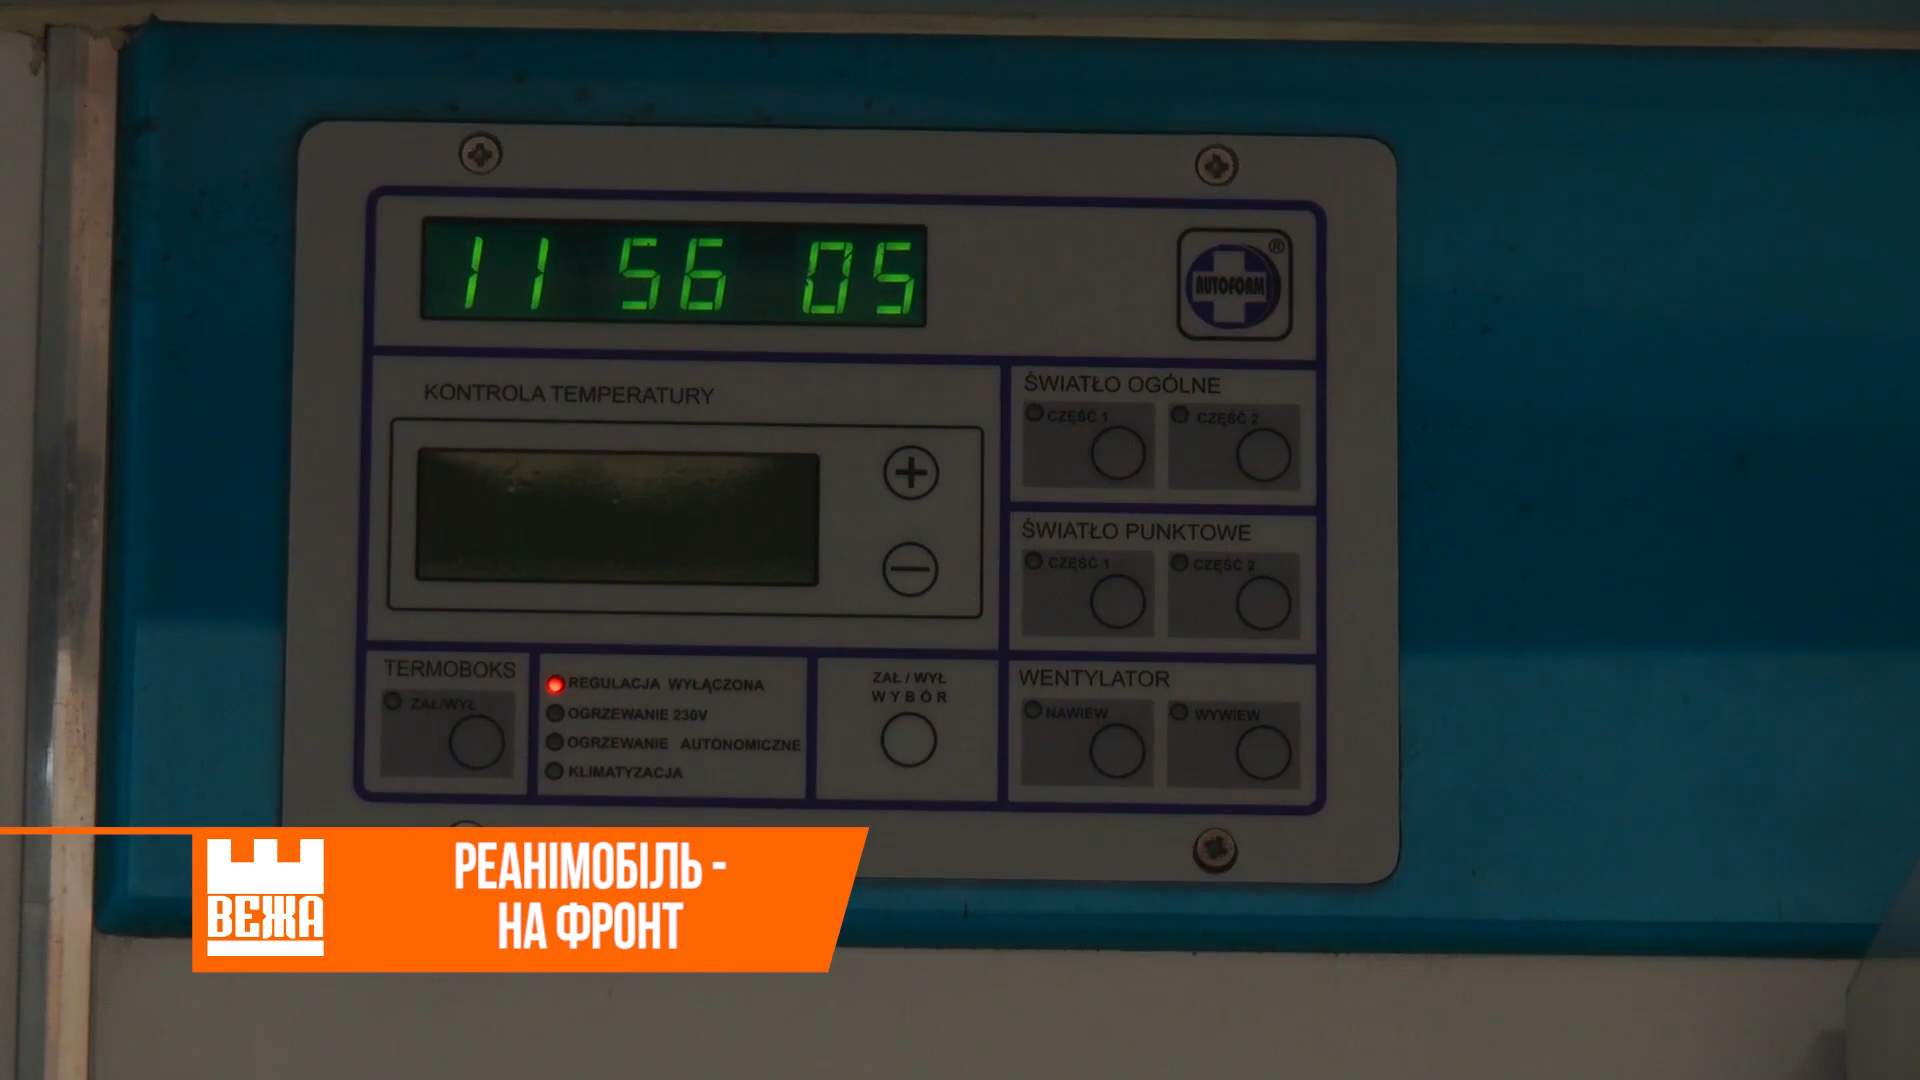 11 56 05
AUTOFORM ®
KONTROLA TEMPERATURY
+
−
ŚWIATŁO OGÓLNE
CZĘŚĆ 1
CZĘŚĆ 2
ŚWIATŁO PUNKTOWE
CZĘŚĆ 1
CZĘŚĆ 2
TERMOBOKS
ZAŁ/WYŁ
REGULACJA WYŁĄCZONA
OGRZEWANIE 230V
OGRZEWANIE AUTONOMICZNE
KLIMATYZACJA
ZAŁ / WYŁ
WYBÓR
WENTYLATOR
NAWIEW
WYWIEW
ВЕЖА
РЕАНІМОБІЛЬ -
НА ФРОНТ